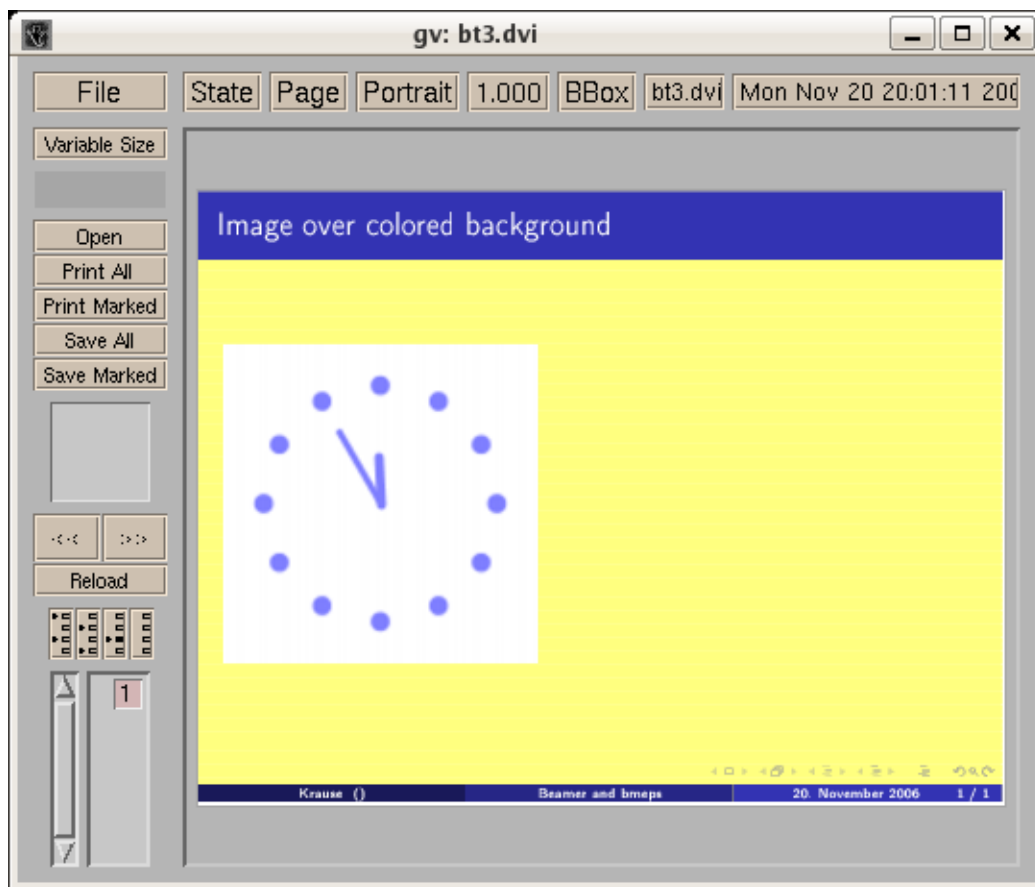 gv: bt3.dvi
File State Page Portrait 1.000 BBox bt3.dvi Mon Nov 20 20:01:11 200
Variable Size
Open
Print All
Print Marked
Save All
Save Marked
<< >>
Reload
1
Image over colored background
Krause () Beamer and bmeps 20. November 2006 1 / 1